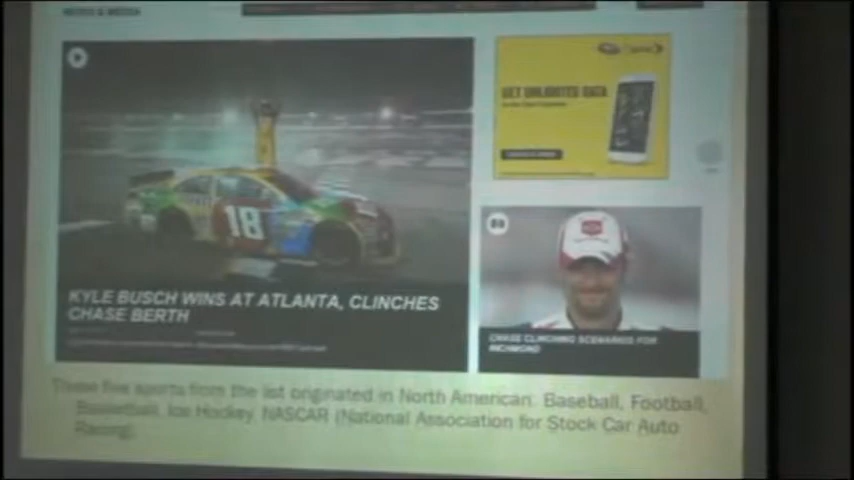 NEWS & MEDIA
GET UNLIMITED DATA
18
KYLE BUSCH WINS AT ATLANTA, CLINCHES
CHASE BERTH
CHASE CLINCHING SCENARIOS FOR
RICHMOND
These five sports from the list originated in North American: Baseball, Football,
Basketball, Ice Hockey, NASCAR (National Association for Stock Car Auto
Racing)